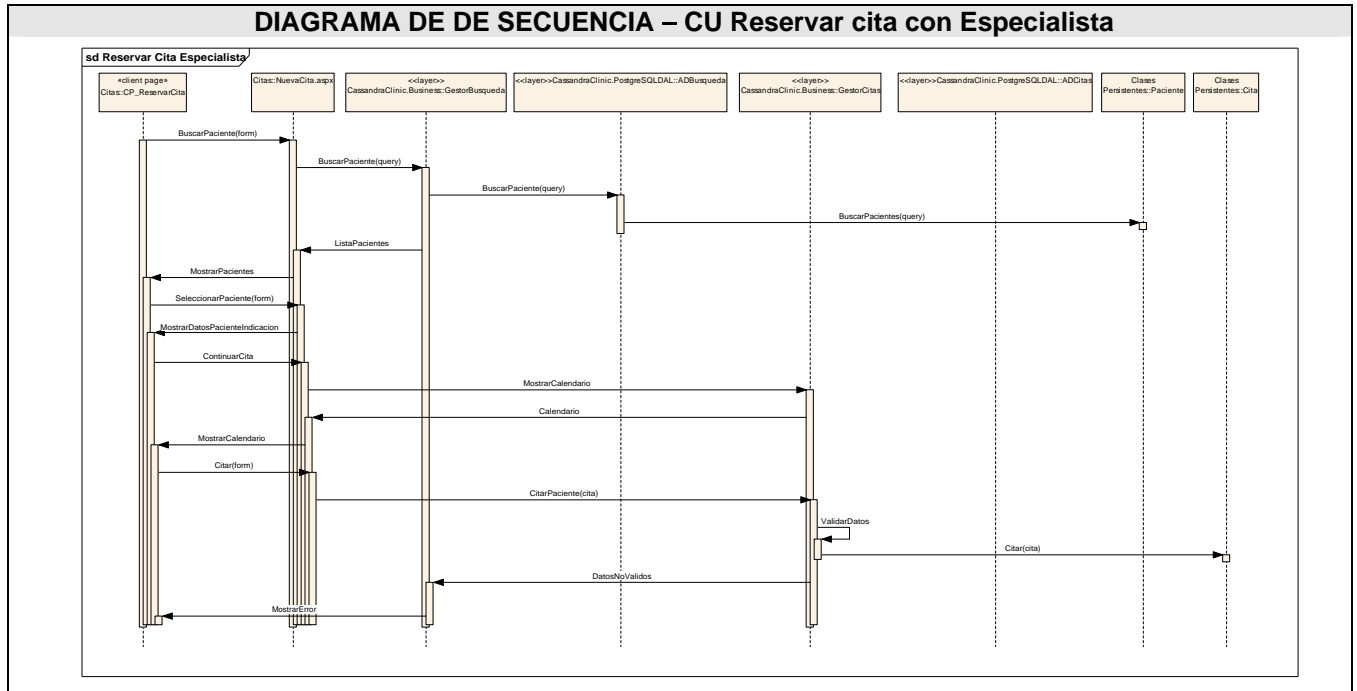 DIAGRAMA DE DE SECUENCIA – CU Reservar cita con Especialista
sd Reservar Cita Especialista
«client page»
Citas::CP_ReservarCita
Citas::NuevaCita.aspx
<<layer>>
CassandraClinic.Business::GestorBusqueda
<<layer>>CassandraClinic.PostgreSQLDAL::ADBusqueda
<<layer>>
CassandraClinic.Business::GestorCitas
<<layer>>CassandraClinic.PostgreSQLDAL::ADCitas
Clases
Persistentes::Paciente
Clases
Persistentes::Cita
BuscarPaciente(form)
BuscarPaciente(query)
BuscarPaciente(query)
BuscarPacientes(query)
ListaPacientes
MostrarPacientes
SeleccionarPaciente(form)
MostrarDatosPacienteIndicacion
ContinuarCita
MostrarCalendario
Calendario
MostrarCalendario
Citar(form)
CitarPaciente(cita)
ValidarDatos
Citar(cita)
DatosNoValidos
MostrarError